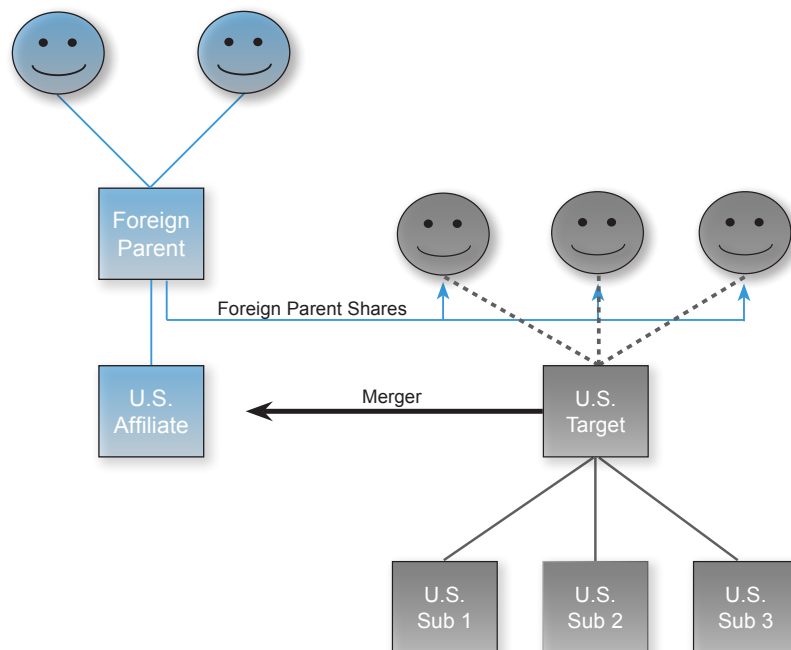 Foreign
Parent
Foreign Parent Shares
U.S.
Affiliate
Merger
U.S.
Target
U.S.
Sub 1
U.S.
Sub 2
U.S.
Sub 3